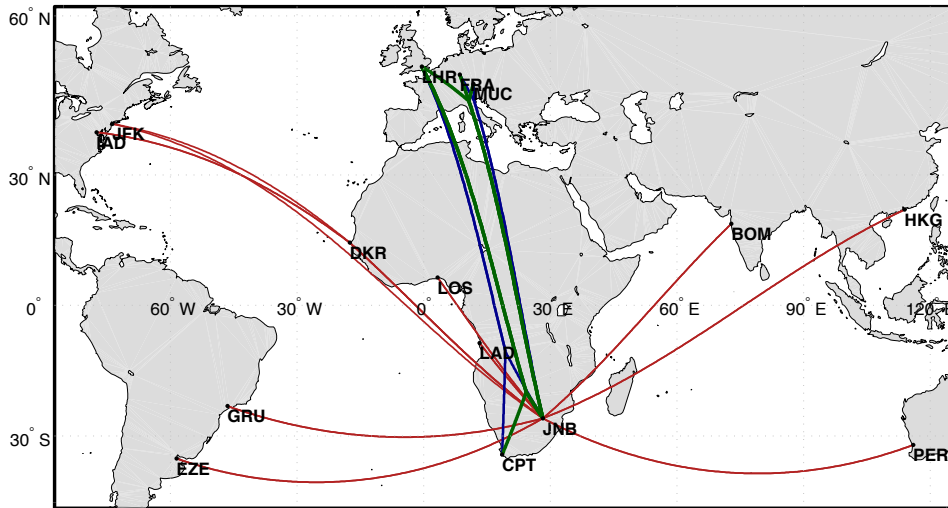 60° N
LHR
FRA
MUC
JFK
IAD
30° N
HKG
BOM
DKR
LOS
0° 60° W 30° W 0° 30° E 60° E 90° E 120° E
LAD
GRU
JNB
30° S
EZE
CPT
PER